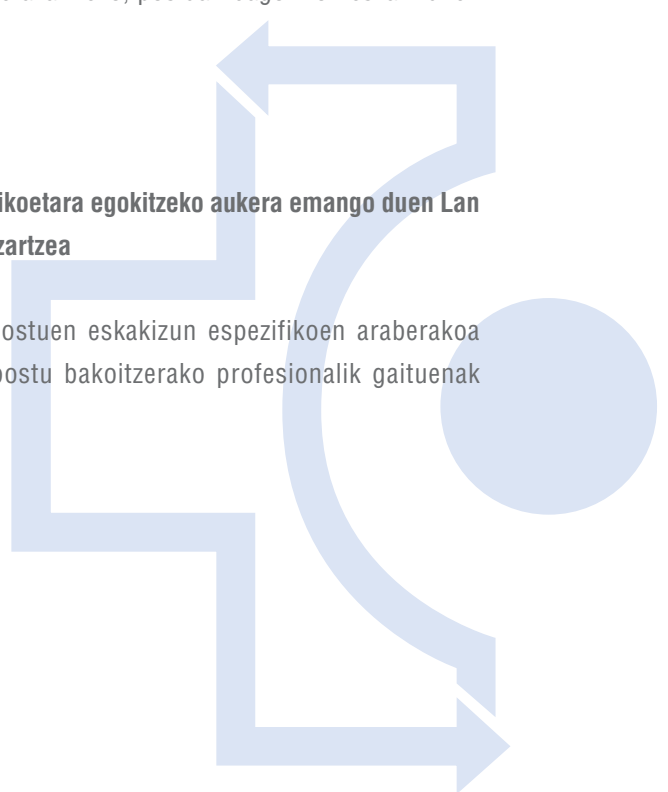 ikoetara egokitzeko aukera emango duen Lan
zartzea
ostuen eskakizun espezifikoen araberakoa
postu bakoitzerako profesionalik gaituenak